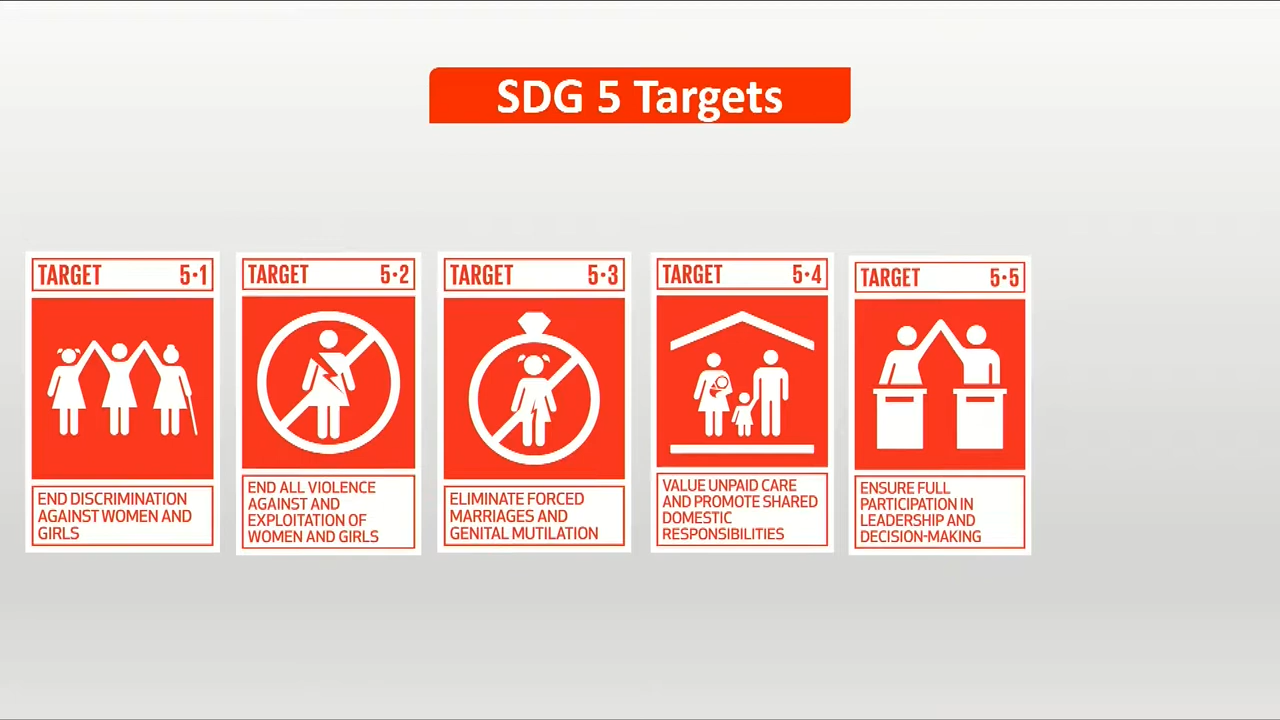 SDG 5 Targets
TARGET 5·1
END DISCRIMINATION
AGAINST WOMEN AND
GIRLS
TARGET 5·2
END ALL VIOLENCE
AGAINST AND
EXPLOITATION OF
WOMEN AND GIRLS
TARGET 5·3
ELIMINATE FORCED
MARRIAGES AND
GENITAL MUTILATION
TARGET 5·4
VALUE UNPAID CARE
AND PROMOTE SHARED
DOMESTIC
RESPONSIBILITIES
TARGET 5·5
ENSURE FULL
PARTICIPATION IN
LEADERSHIP AND
DECISION-MAKING